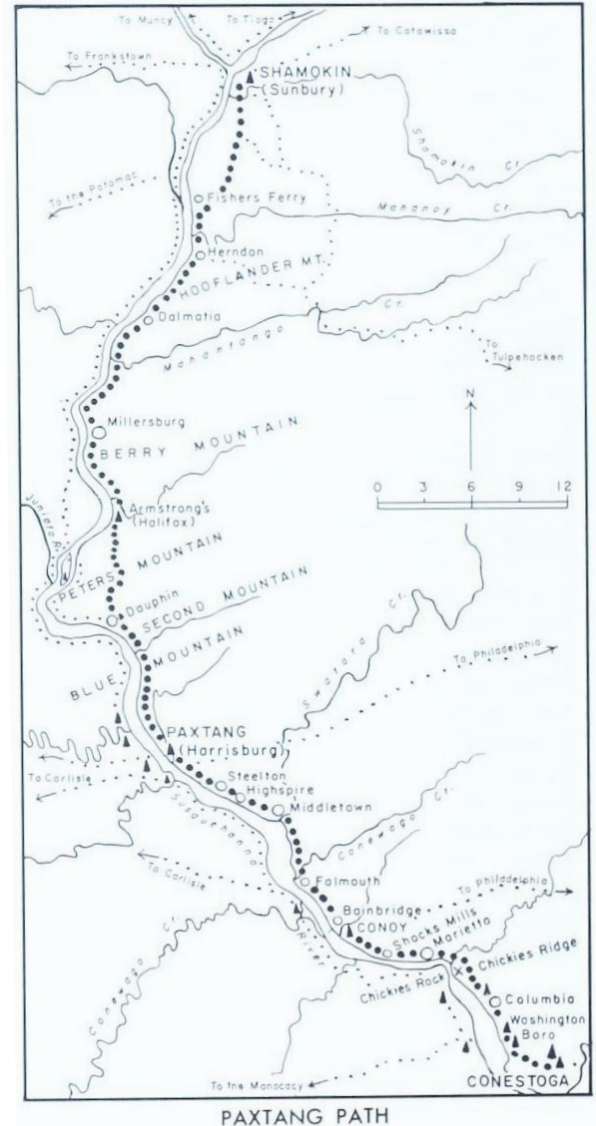 To Muncy
To Tioga
To Catawissa
To Frankstown
SHAMOKIN
(Sunbury)
Shamokin Cr.
To the Potomac
Fishers Ferry
Mahanoy Cr.
Herndon
HOOFLANDER MT.
Dalmatia
Mahantango Cr.
To
Tulpehocken
N
Millersburg
BERRY MOUNTAIN
0 3 6 9 12
Armstrong's
(Halifax)
Juniata R.
PETERS MOUNTAIN
Dauphin
SECOND MOUNTAIN
BLUE MOUNTAIN
Swatara Cr.
To Philadelphia
PAXTANG
(Harrisburg)
To Carlisle
Steelton
Highspire
Middletown
Susquehanna River
Conewago Cr.
To Carlisle
Falmouth
To Philadelphia
Bainbridge
CONOY
Shocks Mills
Marietta
Chickies Ridge
Conewago Cr.
Chickies Rock
Columbia
Washington
Boro
To the Monocacy
CONESTOGA
PAXTANG PATH